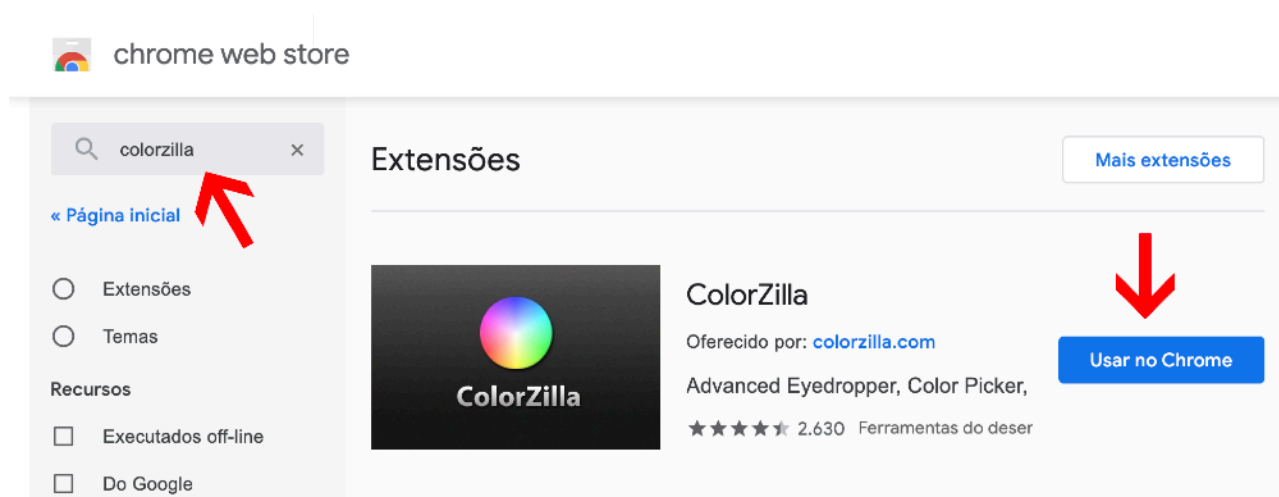 chrome web store
colorzilla
« Página inicial
Extensões
Temas
Recursos
Executados off-line
Do Google
Extensões
Mais extensões
ColorZilla
ColorZilla
Oferecido por: colorzilla.com
Advanced Eyedropper, Color Picker,
2.630 Ferramentas do deser
Usar no Chrome